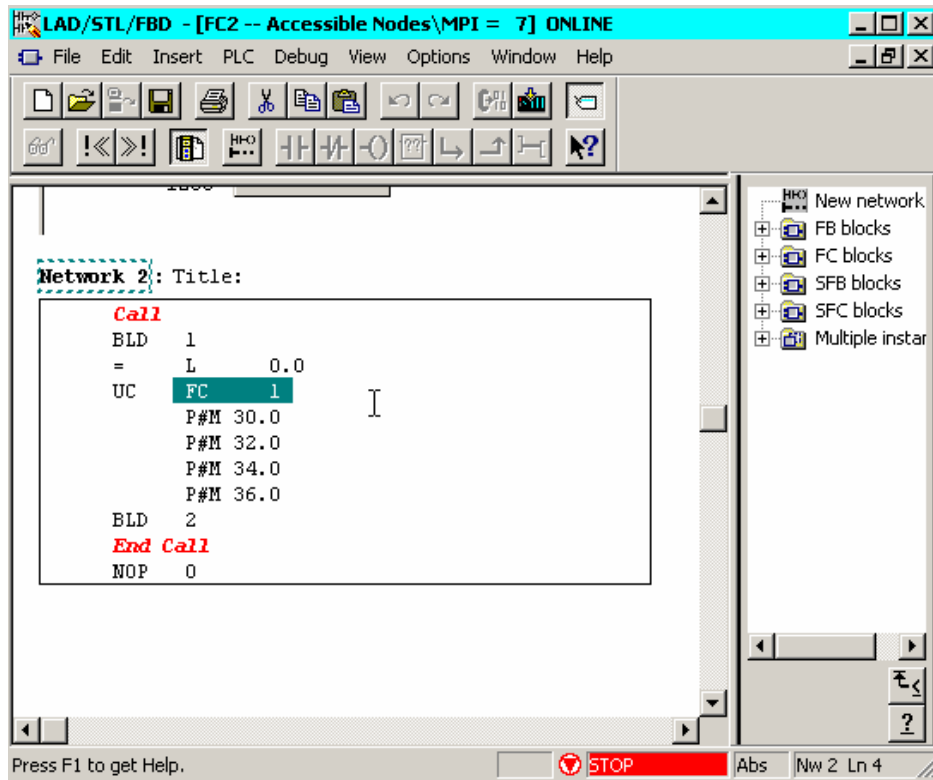 LAD/STL/FBD - [FC2 -- Accessible Nodes\MPI = 7] ONLINE
File Edit Insert PLC Debug View Options Window Help
New network
FB blocks
FC blocks
SFB blocks
SFC blocks
Multiple instar
Network 2: Title:
Call
BLD 1
= L 0.0
UC FC 1
P#M 30.0
P#M 32.0
P#M 34.0
P#M 36.0
BLD 2
End Call
NOP 0
Press F1 to get Help.
STOP
Abs
Nw 2 Ln 4